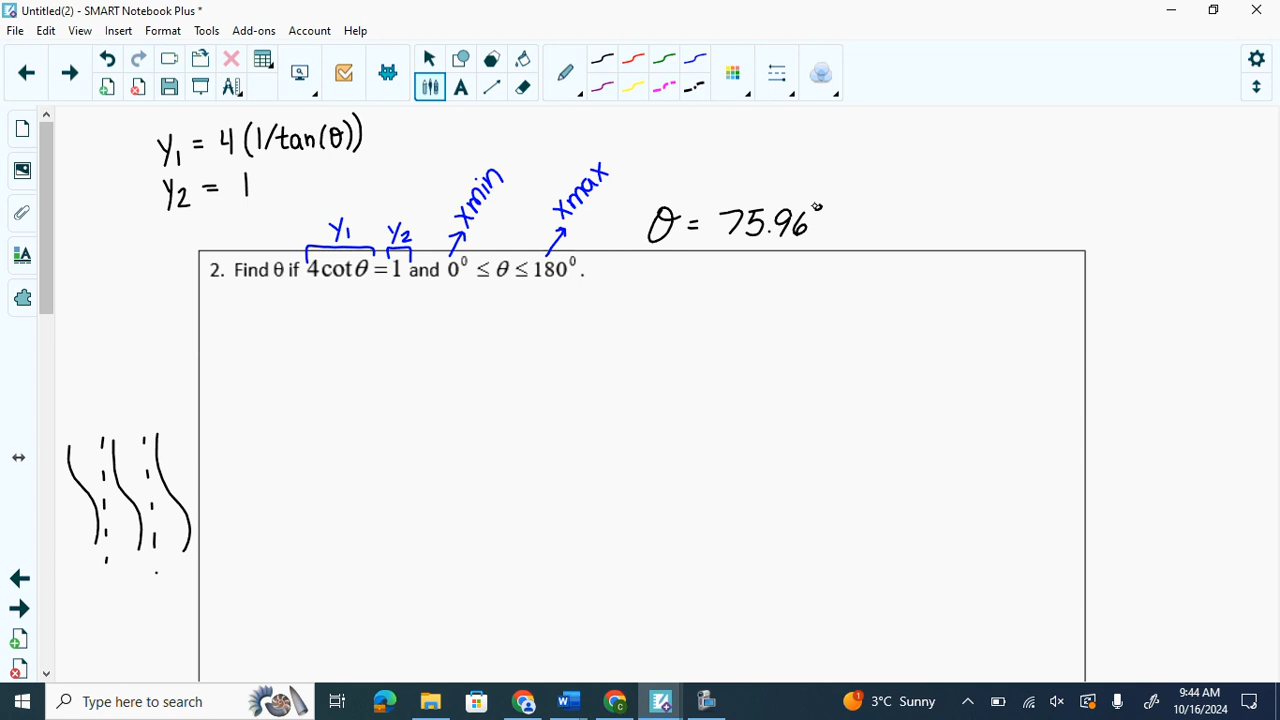 Untitled(2) - SMART Notebook Plus *
File Edit View Insert Format Tools Add-ons Account Help
y₁ = 4(1/tan(θ))
y₂ = 1
xmin
xmax
y₁
y₂
θ = 75.96°
2. Find θ if 4cotθ = 1 and 0⁰ ≤ θ ≤ 180⁰.
Type here to search
3°C Sunny
9:44 AM
10/16/2024